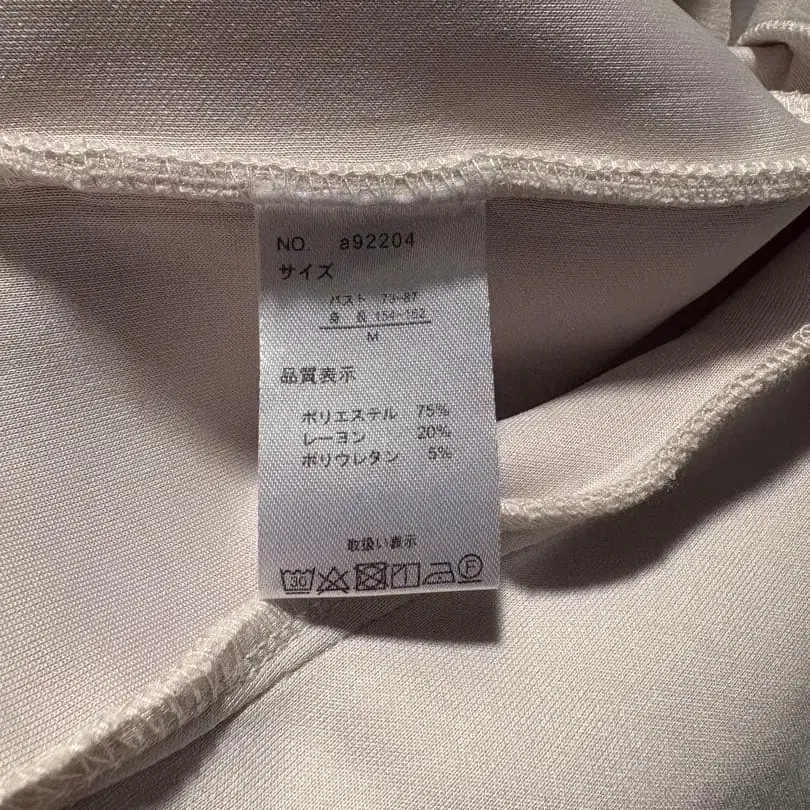 NO. a92204
サイズ
バスト 79-87
身長 154-162
M
品質表示
ポリエステル 75%
レーヨン 20%
ポリウレタン 5%
取扱い表示
30
F